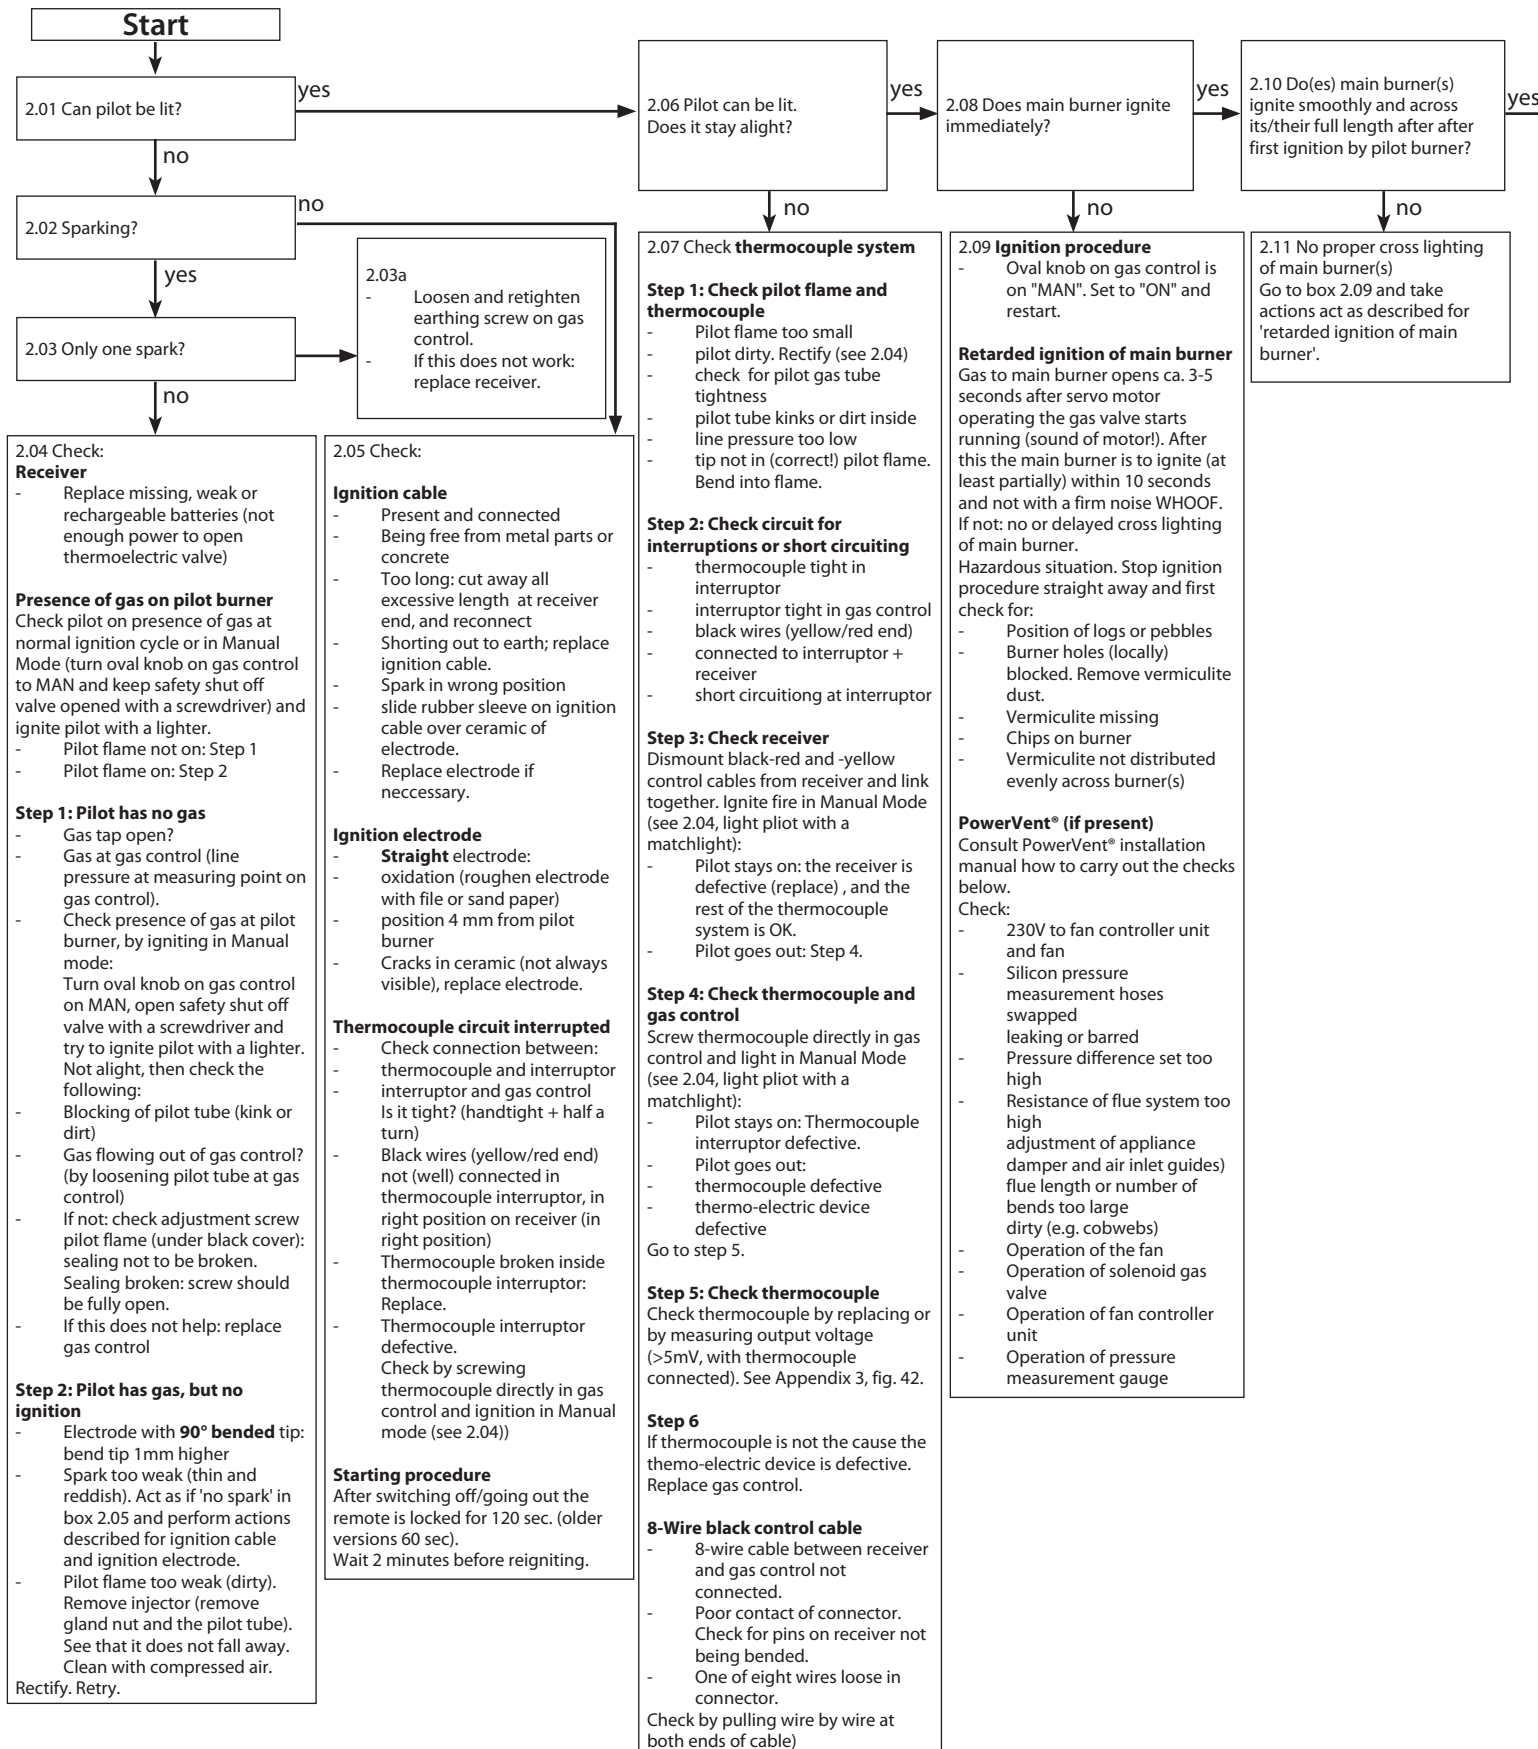 Start
2.01 Can pilot be lit?
yes
no
2.02 Sparking?
no
yes
2.03 Only one spark?
no
2.03a
- Loosen and retighten
earthing screw on gas
control.
- If this does not work:
replace receiver.
2.04 Check:
Receiver
- Replace missing, weak or
rechargeable batteries (not
enough power to open
thermoelectric valve)
Presence of gas on pilot burner
Check pilot on presence of gas at
normal ignition cycle or in Manual
Mode (turn oval knob on gas control
to MAN and keep safety shut off
valve opened with a screwdriver) and
ignite pilot with a lighter.
- Pilot flame not on: Step 1
- Pilot flame on: Step 2
Step 1: Pilot has no gas
- Gas tap open?
- Gas at gas control (line
pressure at measuring point on
gas control).
- Check presence of gas at pilot
burner, by igniting in Manual
mode:
Turn oval knob on gas control
on MAN, open safety shut off
valve with a screwdriver and
try to ignite pilot with a lighter.
Not alight, then check the
following:
- Blocking of pilot tube (kink or
dirt)
- Gas flowing out of gas control?
(by loosening pilot tube at gas
control)
- If not: check adjustment screw
pilot flame (under black cover):
sealing not to be broken.
Sealing broken: screw should
be fully open.
- If this does not help: replace
gas control
Step 2: Pilot has gas, but no
ignition
- Electrode with 90° bended tip:
bend tip 1mm higher
- Spark too weak (thin and
reddish). Act as if 'no spark' in
box 2.05 and perform actions
described for ignition cable
and ignition electrode.
- Pilot flame too weak (dirty).
Remove injector (remove
gland nut and the pilot tube).
See that it does not fall away.
Clean with compressed air.
Rectify. Retry.
2.05 Check:
Ignition cable
- Present and connected
- Being free from metal parts or
concrete
- Too long: cut away all
excessive length at receiver
end, and reconnect
- Shorting out to earth; replace
ignition cable.
- Spark in wrong position
- slide rubber sleeve on ignition
cable over ceramic of
electrode.
- Replace electrode if
neccessary.
Ignition electrode
- Straight electrode:
- oxidation (roughen electrode
with file or sand paper)
- position 4 mm from pilot
burner
- Cracks in ceramic (not always
visible), replace electrode.
Thermocouple circuit interrupted
- Check connection between:
- thermocouple and interruptor
- interruptor and gas control
Is it tight? (handtight + half a
turn)
- Black wires (yellow/red end)
not (well) connected in
thermocouple interruptor, in
right position on receiver (in
right position)
- Thermocouple broken inside
thermocouple interruptor:
Replace.
- Thermocouple interruptor
defective.
Check by screwing
thermocouple directly in gas
control and ignition in Manual
mode (see 2.04))
Starting procedure
After switching off/going out the
remote is locked for 120 sec. (older
versions 60 sec).
Wait 2 minutes before reigniting.
2.06 Pilot can be lit.
Does it stay alight?
yes
no
2.07 Check thermocouple system
Step 1: Check pilot flame and
thermocouple
- Pilot flame too small
- pilot dirty. Rectify (see 2.04)
- check for pilot gas tube
tightness
- pilot tube kinks or dirt inside
- line pressure too low
- tip not in (correct!) pilot flame.
Bend into flame.
Step 2: Check circuit for
interruptions or short circuiting
- thermocouple tight in
interruptor
- interruptor tight in gas control
- black wires (yellow/red end)
- connected to interruptor +
receiver
- short circuitiong at interruptor
Step 3: Check receiver
Dismount black-red and -yellow
control cables from receiver and link
together. Ignite fire in Manual Mode
(see 2.04, light pliot with a
matchlight):
- Pilot stays on: the receiver is
defective (replace) , and the
rest of the thermocouple
system is OK.
- Pilot goes out: Step 4.
Step 4: Check thermocouple and
gas control
Screw thermocouple directly in gas
control and light in Manual Mode
(see 2.04, light pliot with a
matchlight):
- Pilot stays on: Thermocouple
interruptor defective.
- Pilot goes out:
- thermocouple defective
- thermo-electric device
defective
Go to step 5.
Step 5: Check thermocouple
Check thermocouple by replacing or
by measuring output voltage
(>5mV, with thermocouple
connected). See Appendix 3, fig. 42.
Step 6
If thermocouple is not the cause the
themo-electric device is defective.
Replace gas control.
8-Wire black control cable
- 8-wire cable between receiver
and gas control not
connected.
- Poor contact of connector.
Check for pins on receiver not
being bended.
- One of eight wires loose in
connector.
Check by pulling wire by wire at
both ends of cable)
2.08 Does main burner ignite
immediately?
yes
no
2.09 Ignition procedure
- Oval knob on gas control is
on "MAN". Set to "ON" and
restart.
Retarded ignition of main burner
Gas to main burner opens ca. 3-5
seconds after servo motor
operating the gas valve starts
running (sound of motor!). After
this the main burner is to ignite (at
least partially) within 10 seconds
and not with a firm noise WHOOF.
If not: no or delayed cross lighting
of main burner.
Hazardous situation. Stop ignition
procedure straight away and first
check for:
- Position of logs or pebbles
- Burner holes (locally)
blocked. Remove vermiculite
dust.
- Vermiculite missing
- Chips on burner
- Vermiculite not distributed
evenly across burner(s)
PowerVent® (if present)
Consult PowerVent® installation
manual how to carry out the checks
below.
Check:
- 230V to fan controller unit
and fan
- Silicon pressure
measurement hoses
swapped
leaking or barred
- Pressure difference set too
high
- Resistance of flue system too
high
adjustment of appliance
damper and air inlet guides)
flue length or number of
bends too large
dirty (e.g. cobwebs)
- Operation of the fan
- Operation of solenoid gas
valve
- Operation of fan controller
unit
- Operation of pressure
measurement gauge
2.10 Do(es) main burner(s)
ignite smoothly and across
its/their full length after after
first ignition by pilot burner?
yes
no
2.11 No proper cross lighting
of main burner(s)
Go to box 2.09 and take
actions act as described for
'retarded ignition of main
burner'.